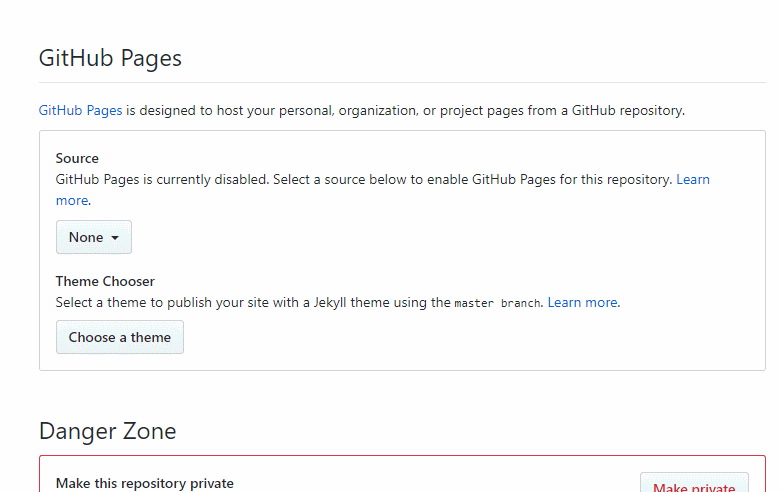 GitHub Pages
GitHub Pages is designed to host your personal, organization, or project pages from a GitHub repository.
Source
GitHub Pages is currently disabled. Select a source below to enable GitHub Pages for this repository. Learn
more.
None
Theme Chooser
Select a theme to publish your site with a Jekyll theme using the master branch. Learn more.
Choose a theme
Danger Zone
Make this repository private
Make private